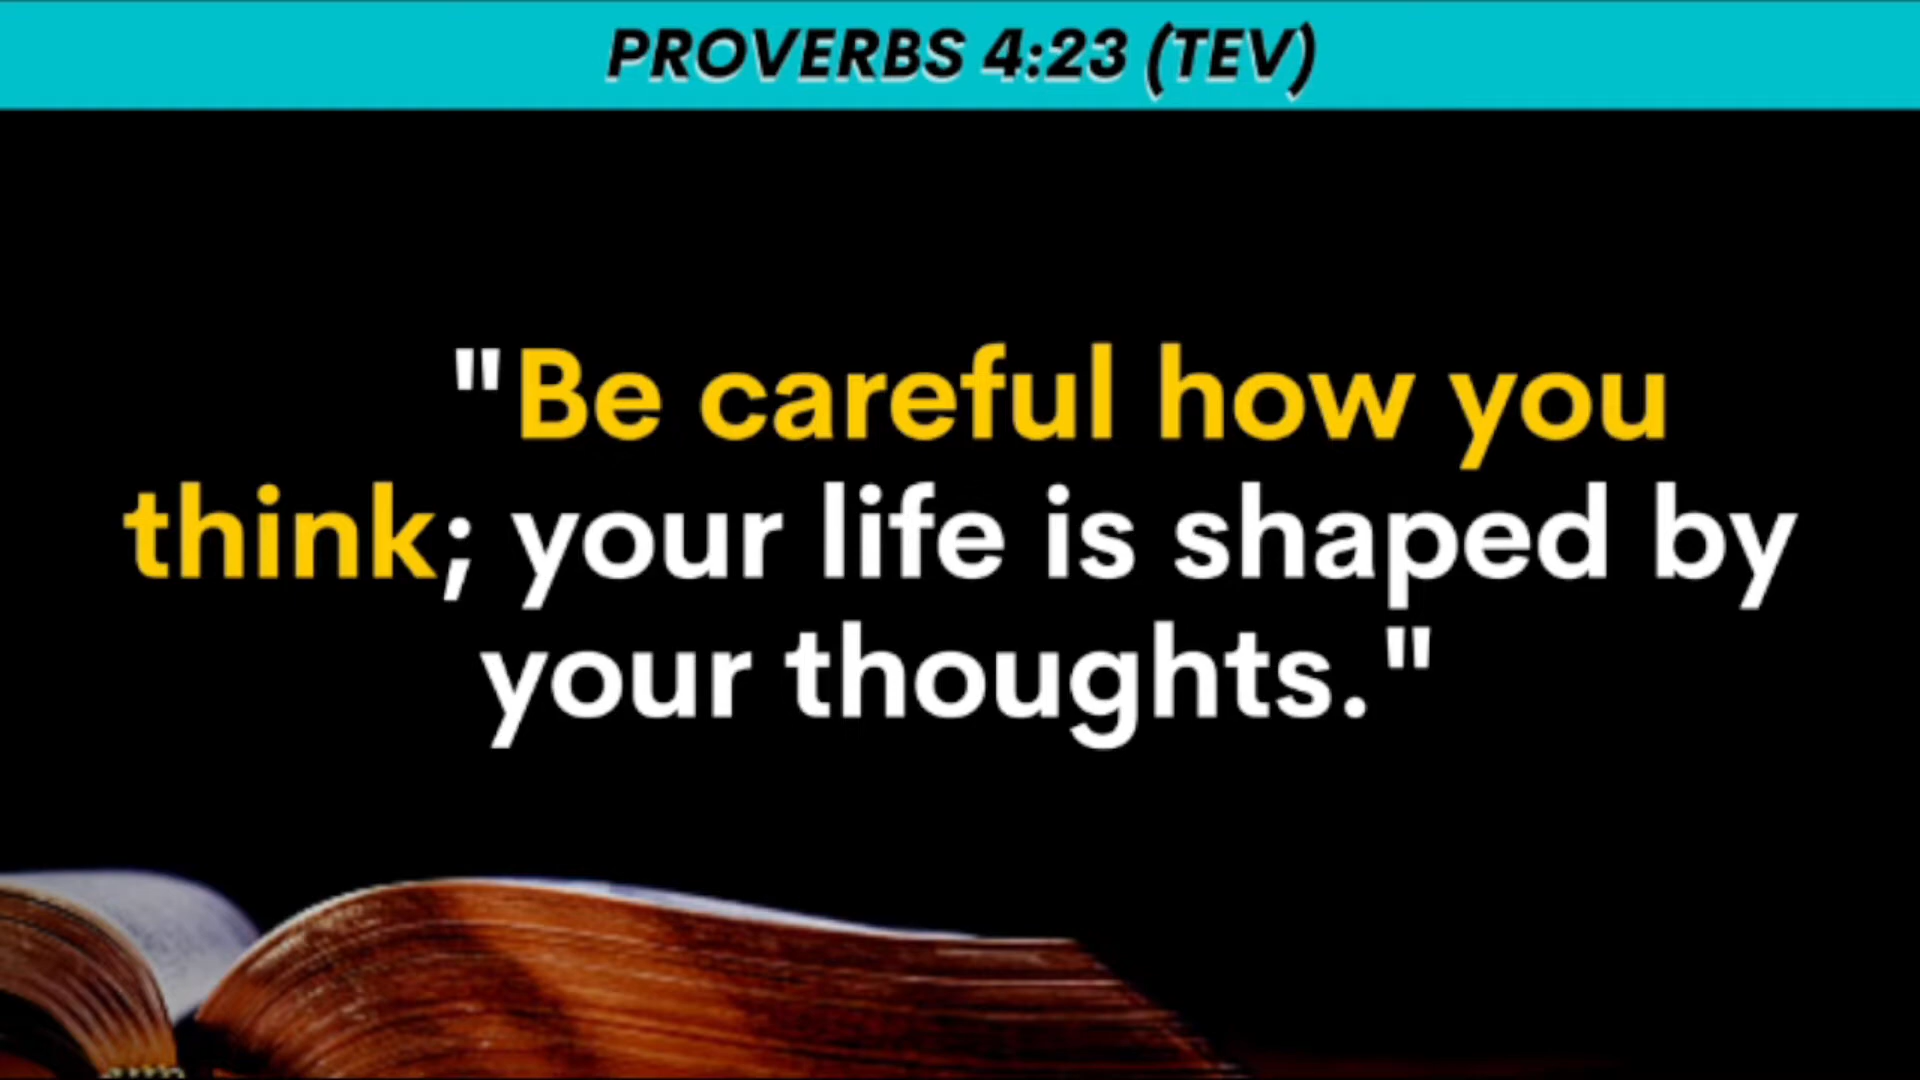 PROVERBS 4:23 (TEV)
"Be careful how you
think; your life is shaped by
your thoughts."